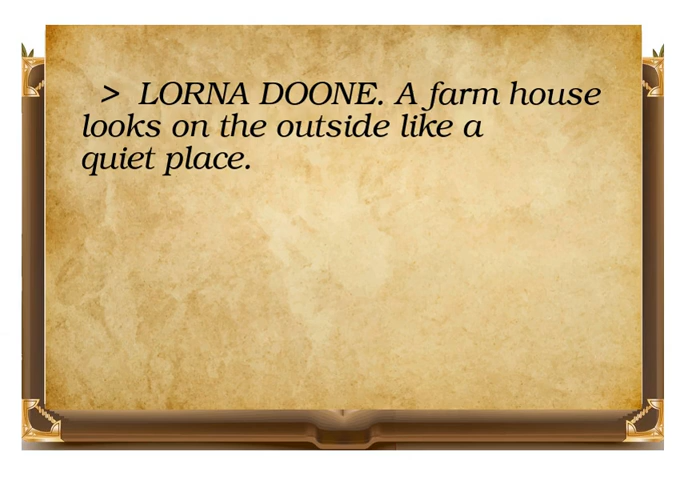 > LORNA DOONE. A farm house
looks on the outside like a
quiet place.